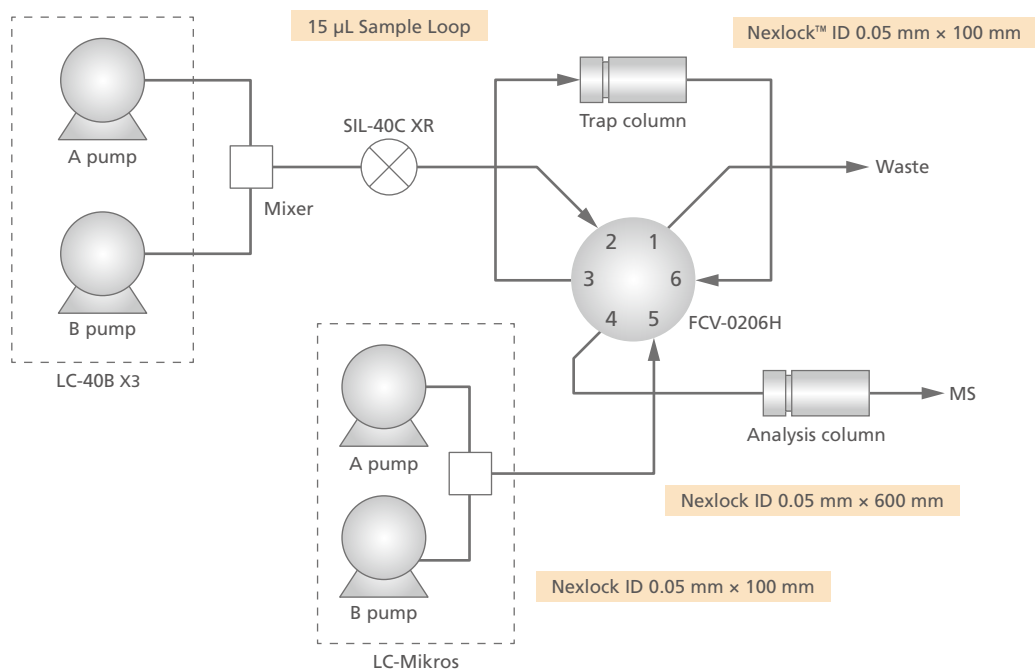 15 µL Sample Loop
Nexlock™ ID 0.05 mm × 100 mm
A pump
SIL-40C XR
Trap column
Mixer
Waste
B pump
2 1
3 6
4 5
FCV-0206H
LC-40B X3
A pump
MS
Analysis column
Nexlock ID 0.05 mm × 600 mm
Nexlock ID 0.05 mm × 100 mm
B pump
LC-Mikros